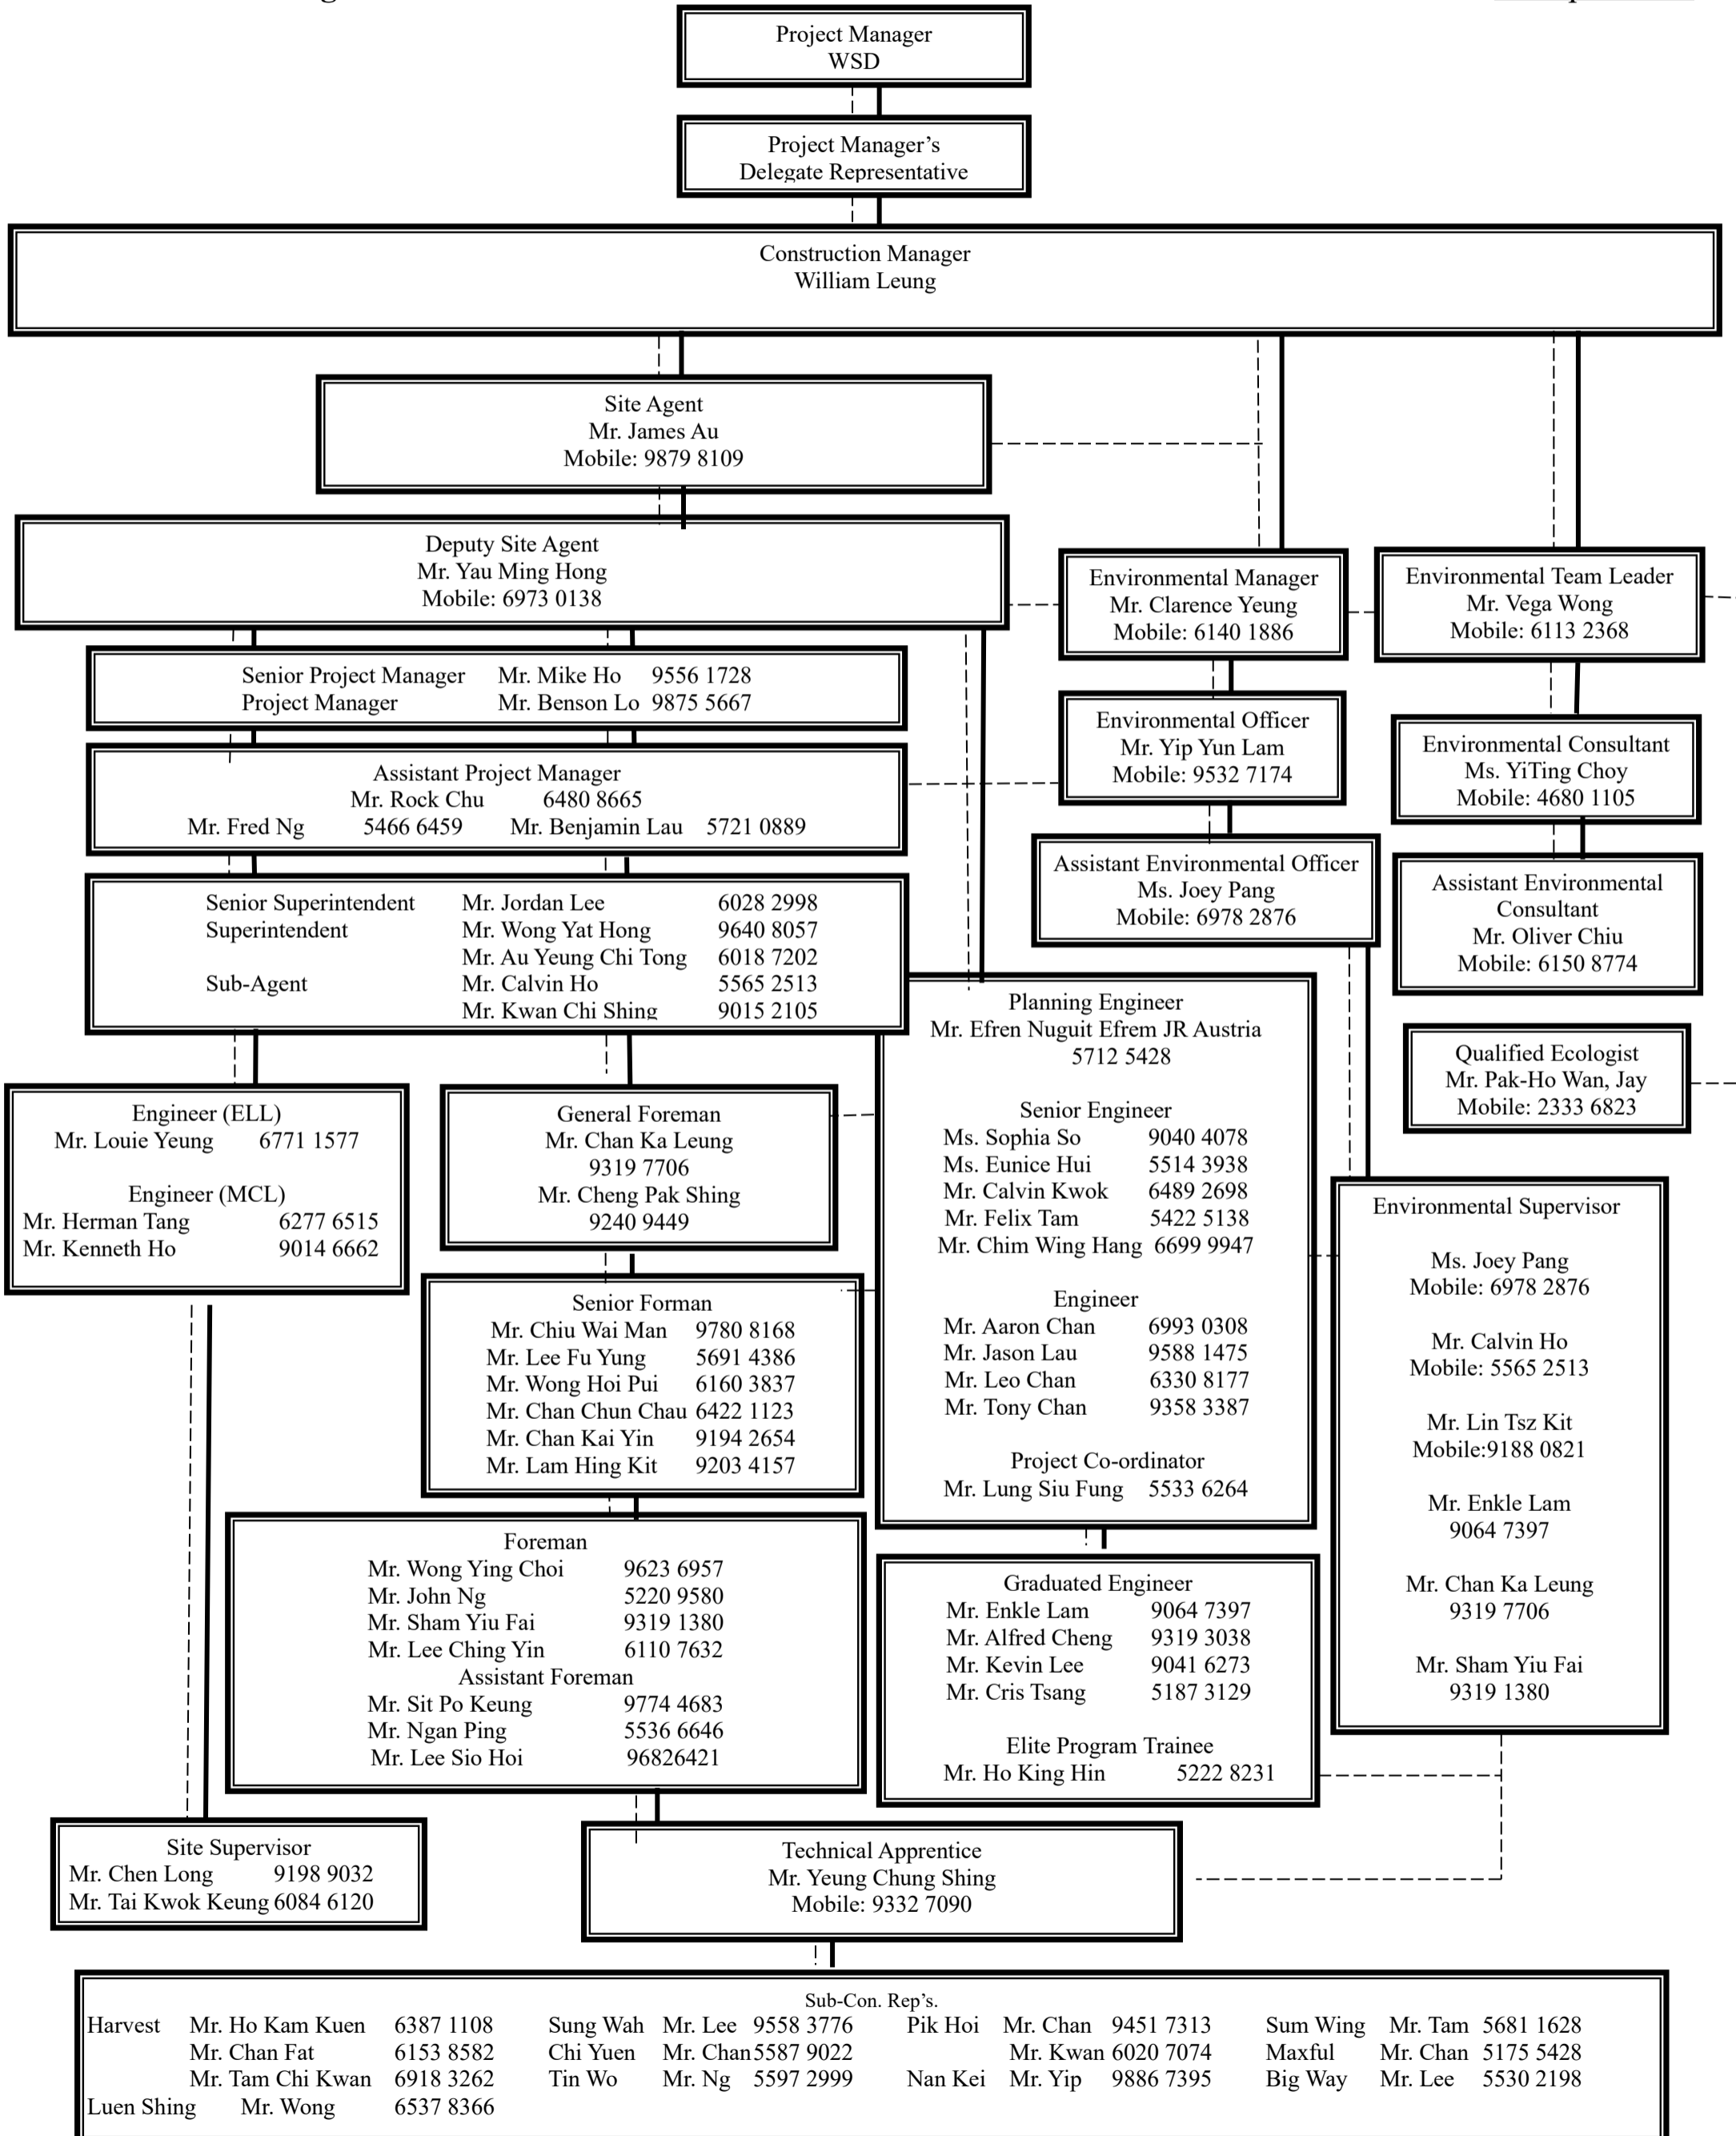 Project Manager
WSD
Project Manager’s
Delegate Representative
Construction Manager
William Leung
Site Agent
Mr. James Au
Mobile: 9879 8109
Deputy Site Agent
Mr. Yau Ming Hong
Mobile: 6973 0138
Environmental Manager
Mr. Clarence Yeung
Mobile: 6140 1886
Environmental Team Leader
Mr. Vega Wong
Mobile: 6113 2368
Senior Project Manager Mr. Mike Ho 9556 1728
Project Manager Mr. Benson Lo 9875 5667
Environmental Officer
Mr. Yip Yun Lam
Mobile: 9532 7174
Environmental Consultant
Ms. YiTing Choy
Mobile: 4680 1105
Assistant Project Manager
Mr. Rock Chu 6480 8665
Mr. Fred Ng 5466 6459 Mr. Benjamin Lau 5721 0889
Assistant Environmental Officer
Ms. Joey Pang
Mobile: 6978 2876
Assistant Environmental
Consultant
Mr. Oliver Chiu
Mobile: 6150 8774
Senior Superintendent Mr. Jordan Lee 6028 2998
Superintendent Mr. Wong Yat Hong 9640 8057
Mr. Au Yeung Chi Tong 6018 7202
Sub-Agent Mr. Calvin Ho 5565 2513
Mr. Kwan Chi Shing 9015 2105
Planning Engineer
Mr. Efren Nuguit Efrem JR Austria
5712 5428
Senior Engineer
Ms. Sophia So 9040 4078
Ms. Eunice Hui 5514 3938
Mr. Calvin Kwok 6489 2698
Mr. Felix Tam 5422 5138
Mr. Chim Wing Hang 6699 9947
Engineer
Mr. Aaron Chan 6993 0308
Mr. Jason Lau 9588 1475
Mr. Leo Chan 6330 8177
Mr. Tony Chan 9358 3387
Project Co-ordinator
Mr. Lung Siu Fung 5533 6264
Qualified Ecologist
Mr. Pak-Ho Wan, Jay
Mobile: 2333 6823
Engineer (ELL)
Mr. Louie Yeung 6771 1577
Engineer (MCL)
Mr. Herman Tang 6277 6515
Mr. Kenneth Ho 9014 6662
General Foreman
Mr. Chan Ka Leung
9319 7706
Mr. Cheng Pak Shing
9240 9449
Environmental Supervisor
Ms. Joey Pang
Mobile: 6978 2876
Mr. Calvin Ho
Mobile: 5565 2513
Mr. Lin Tsz Kit
Mobile:9188 0821
Mr. Enkle Lam
9064 7397
Mr. Chan Ka Leung
9319 7706
Mr. Sham Yiu Fai
9319 1380
Senior Forman
Mr. Chiu Wai Man 9780 8168
Mr. Lee Fu Yung 5691 4386
Mr. Wong Hoi Pui 6160 3837
Mr. Chan Chun Chau 6422 1123
Mr. Chan Kai Yin 9194 2654
Mr. Lam Hing Kit 9203 4157
Foreman
Mr. Wong Ying Choi 9623 6957
Mr. John Ng 5220 9580
Mr. Sham Yiu Fai 9319 1380
Mr. Lee Ching Yin 6110 7632
Assistant Foreman
Mr. Sit Po Keung 9774 4683
Mr. Ngan Ping 5536 6646
Mr. Lee Sio Hoi 96826421
Graduated Engineer
Mr. Enkle Lam 9064 7397
Mr. Alfred Cheng 9319 3038
Mr. Kevin Lee 9041 6273
Mr. Cris Tsang 5187 3129
Elite Program Trainee
Mr. Ho King Hin 5222 8231
Site Supervisor
Mr. Chen Long 9198 9032
Mr. Tai Kwok Keung 6084 6120
Technical Apprentice
Mr. Yeung Chung Shing
Mobile: 9332 7090
Sub-Con. Rep’s.
Harvest Mr. Ho Kam Kuen 6387 1108 Sung Wah Mr. Lee 9558 3776 Pik Hoi Mr. Chan 9451 7313 Sum Wing Mr. Tam 5681 1628
Mr. Chan Fat 6153 8582 Chi Yuen Mr. Chan 5587 9022 Mr. Kwan 6020 7074 Maxful Mr. Chan 5175 5428
Mr. Tam Chi Kwan 6918 3262 Tin Wo Mr. Ng 5597 2999 Nan Kei Mr. Yip 9886 7395 Big Way Mr. Lee 5530 2198
Luen Shing Mr. Wong 6537 8366